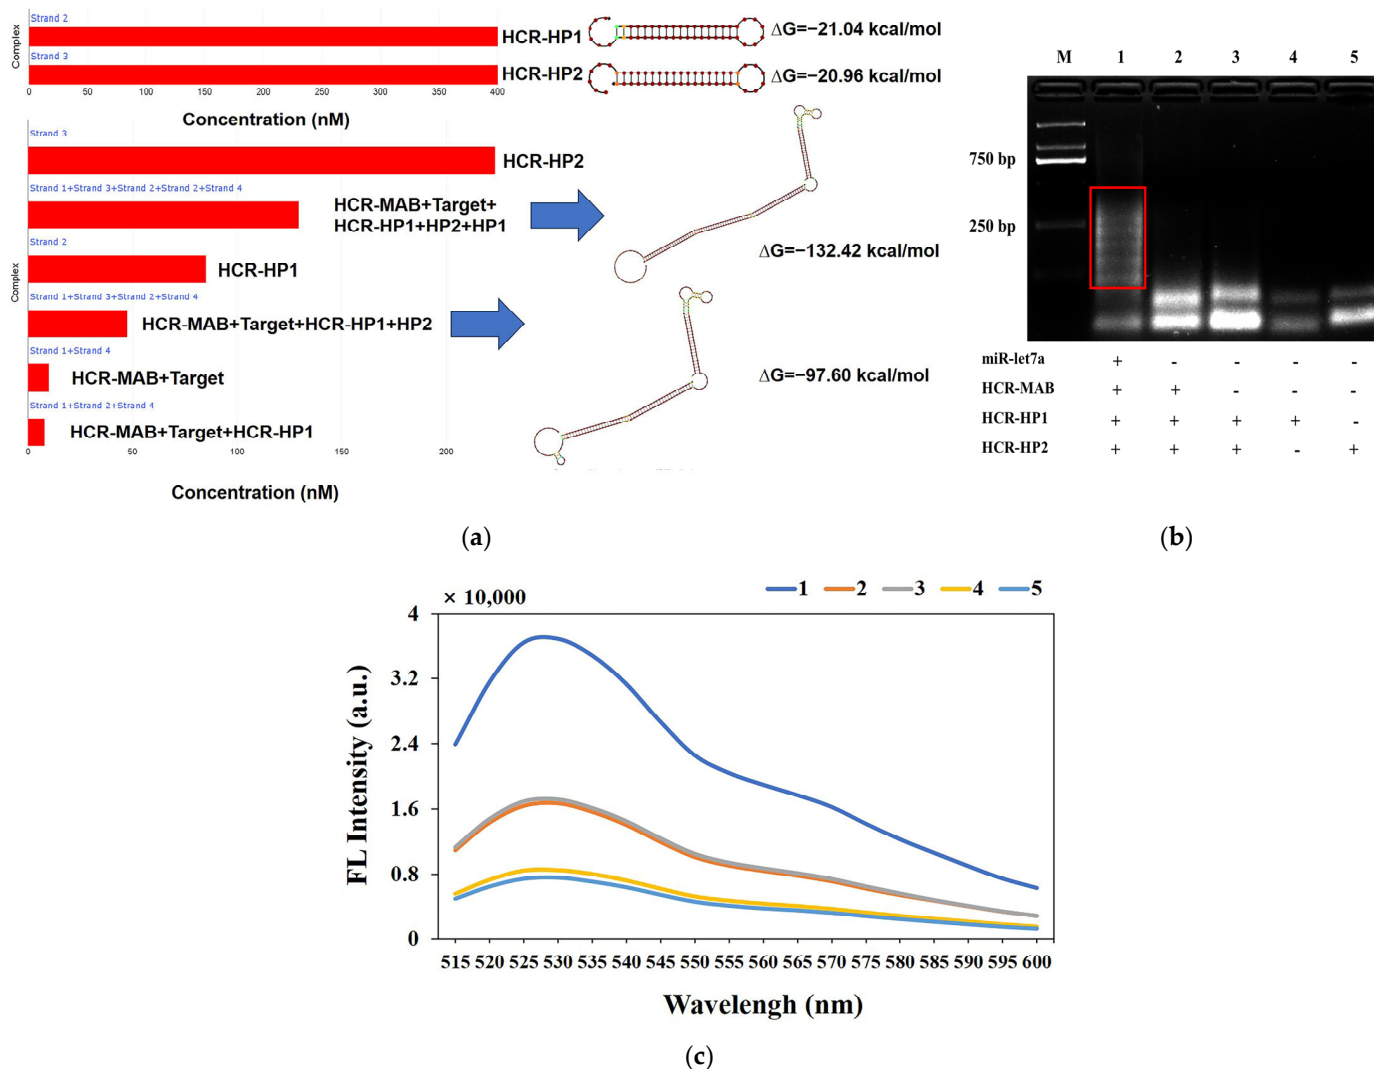 Strand 2
HCR-HP1
ΔG=−21.04 kcal/mol
Strand 3
HCR-HP2
ΔG=−20.96 kcal/mol
Complex
0 50 100 150 200 250 300 350 400
Concentration (nM)
Strand 3
HCR-HP2
Strand 1+Strand 3+Strand 2+Strand 2+Strand 4
HCR-MAB+Target+
HCR-HP1+HP2+HP1
ΔG=−132.42 kcal/mol
Strand 2
HCR-HP1
Complex
Strand 1+Strand 3+Strand 2+Strand 4
HCR-MAB+Target+HCR-HP1+HP2
ΔG=−97.60 kcal/mol
Strand 1+Strand 4
HCR-MAB+Target
Strand 1+Strand 2+Strand 4
HCR-MAB+Target+HCR-HP1
0 50 100 150 200
Concentration (nM)
(a)
M 1 2 3 4 5
750 bp
250 bp
miR-let7a + - - - -
HCR-MAB + + - - -
HCR-HP1 + + + + -
HCR-HP2 + + + - +
(b)
× 10,000
1 2 3 4 5
4
3.2
2.4
1.6
0.8
0
FL Intensity (a.u.)
515 520 525 530 535 540 545 550 555 560 565 570 575 580 585 590 595 600
Wavelengh (nm)
(c)